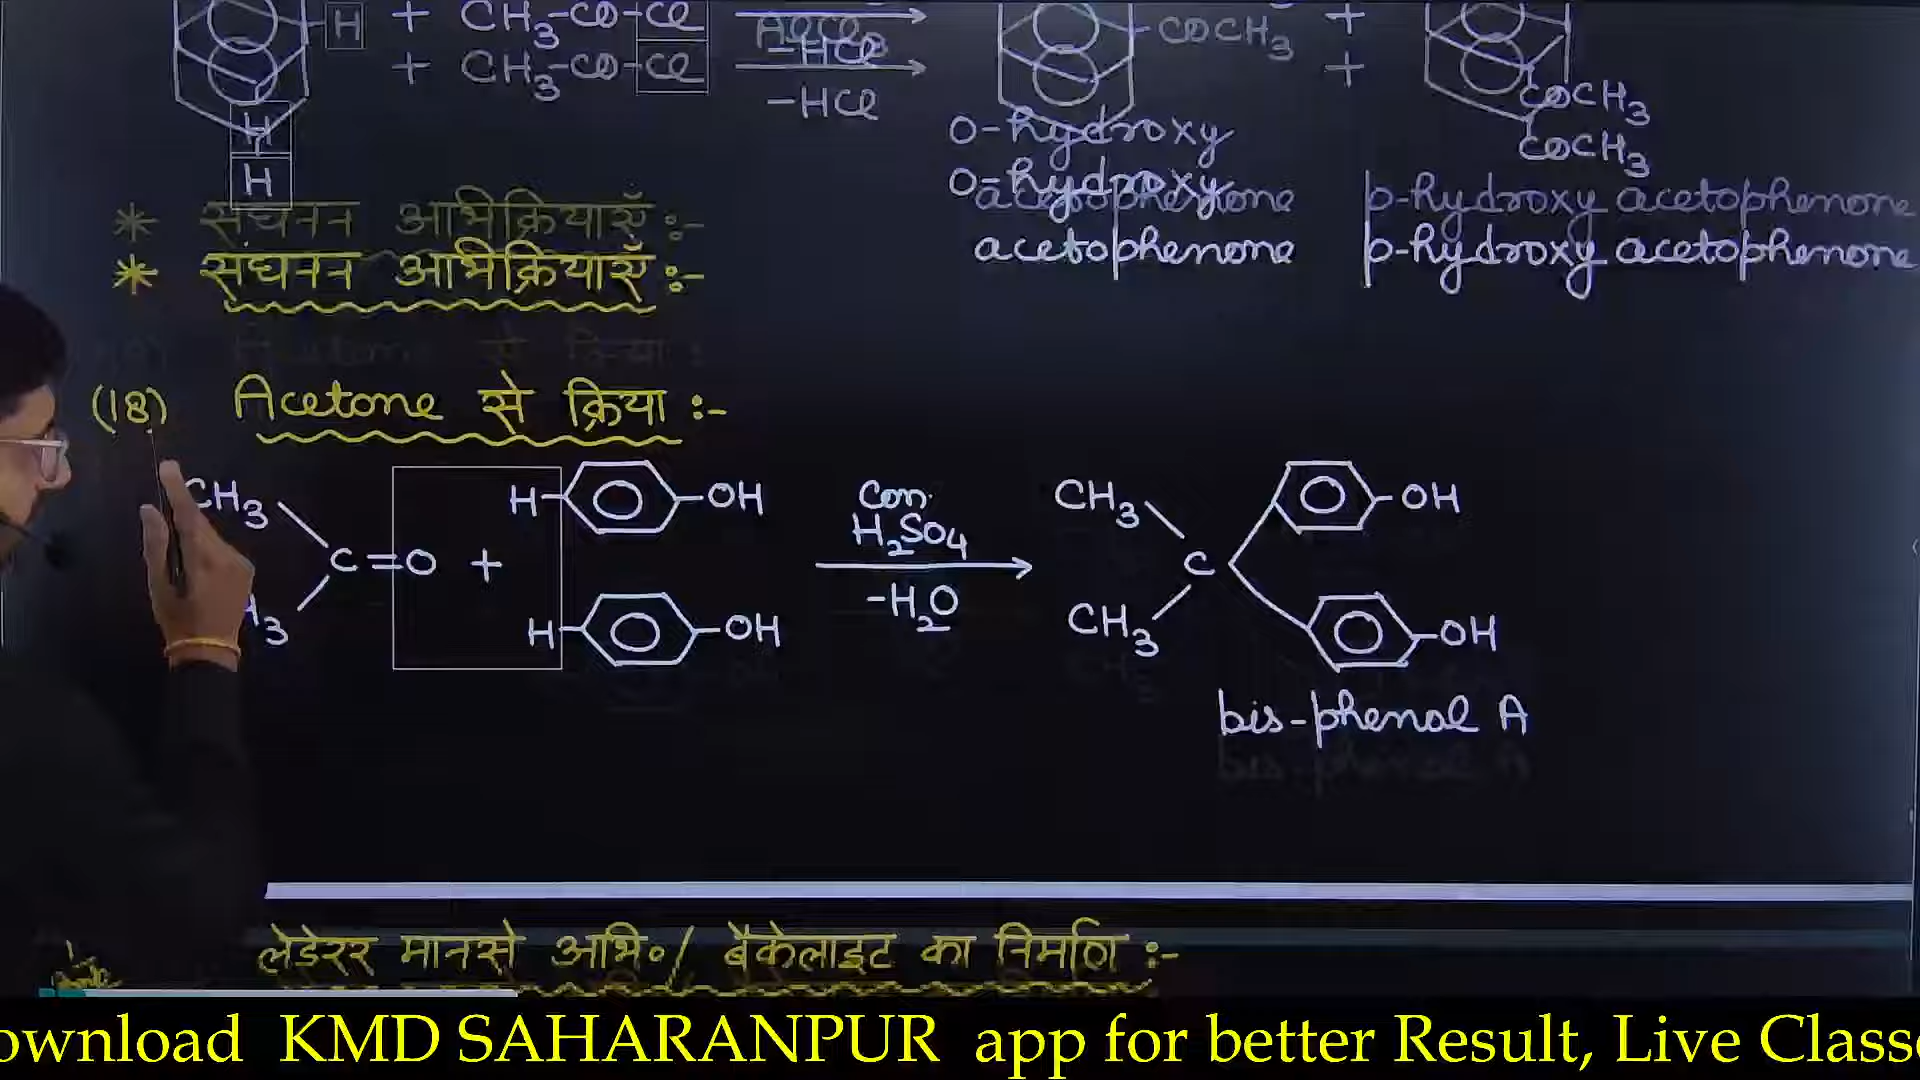 H + CH3-CO-Cl AlCl3 -HCl COCH3 +
+ CH3-CO-Cl -HCl +
COCH3
H o-hydroxy COCH3
H o-hydroxy
acetophenone p-hydroxy acetophenone
* संघनन अभिक्रियाएँ :-
* संघनन अभिक्रियाएँ :- acetophenone p-hydroxy acetophenone
(18) Acetone से क्रिया :-
CH3 H- -OH Con. CH3 -OH
H2SO4
C=O + C
-H2O
3 H- -OH CH3 -OH
bis-phenol A
लेडेरर मानसे अभि०/ बैकेलाइट का निर्माण :-
ownload KMD SAHARANPUR app for better Result, Live Classe